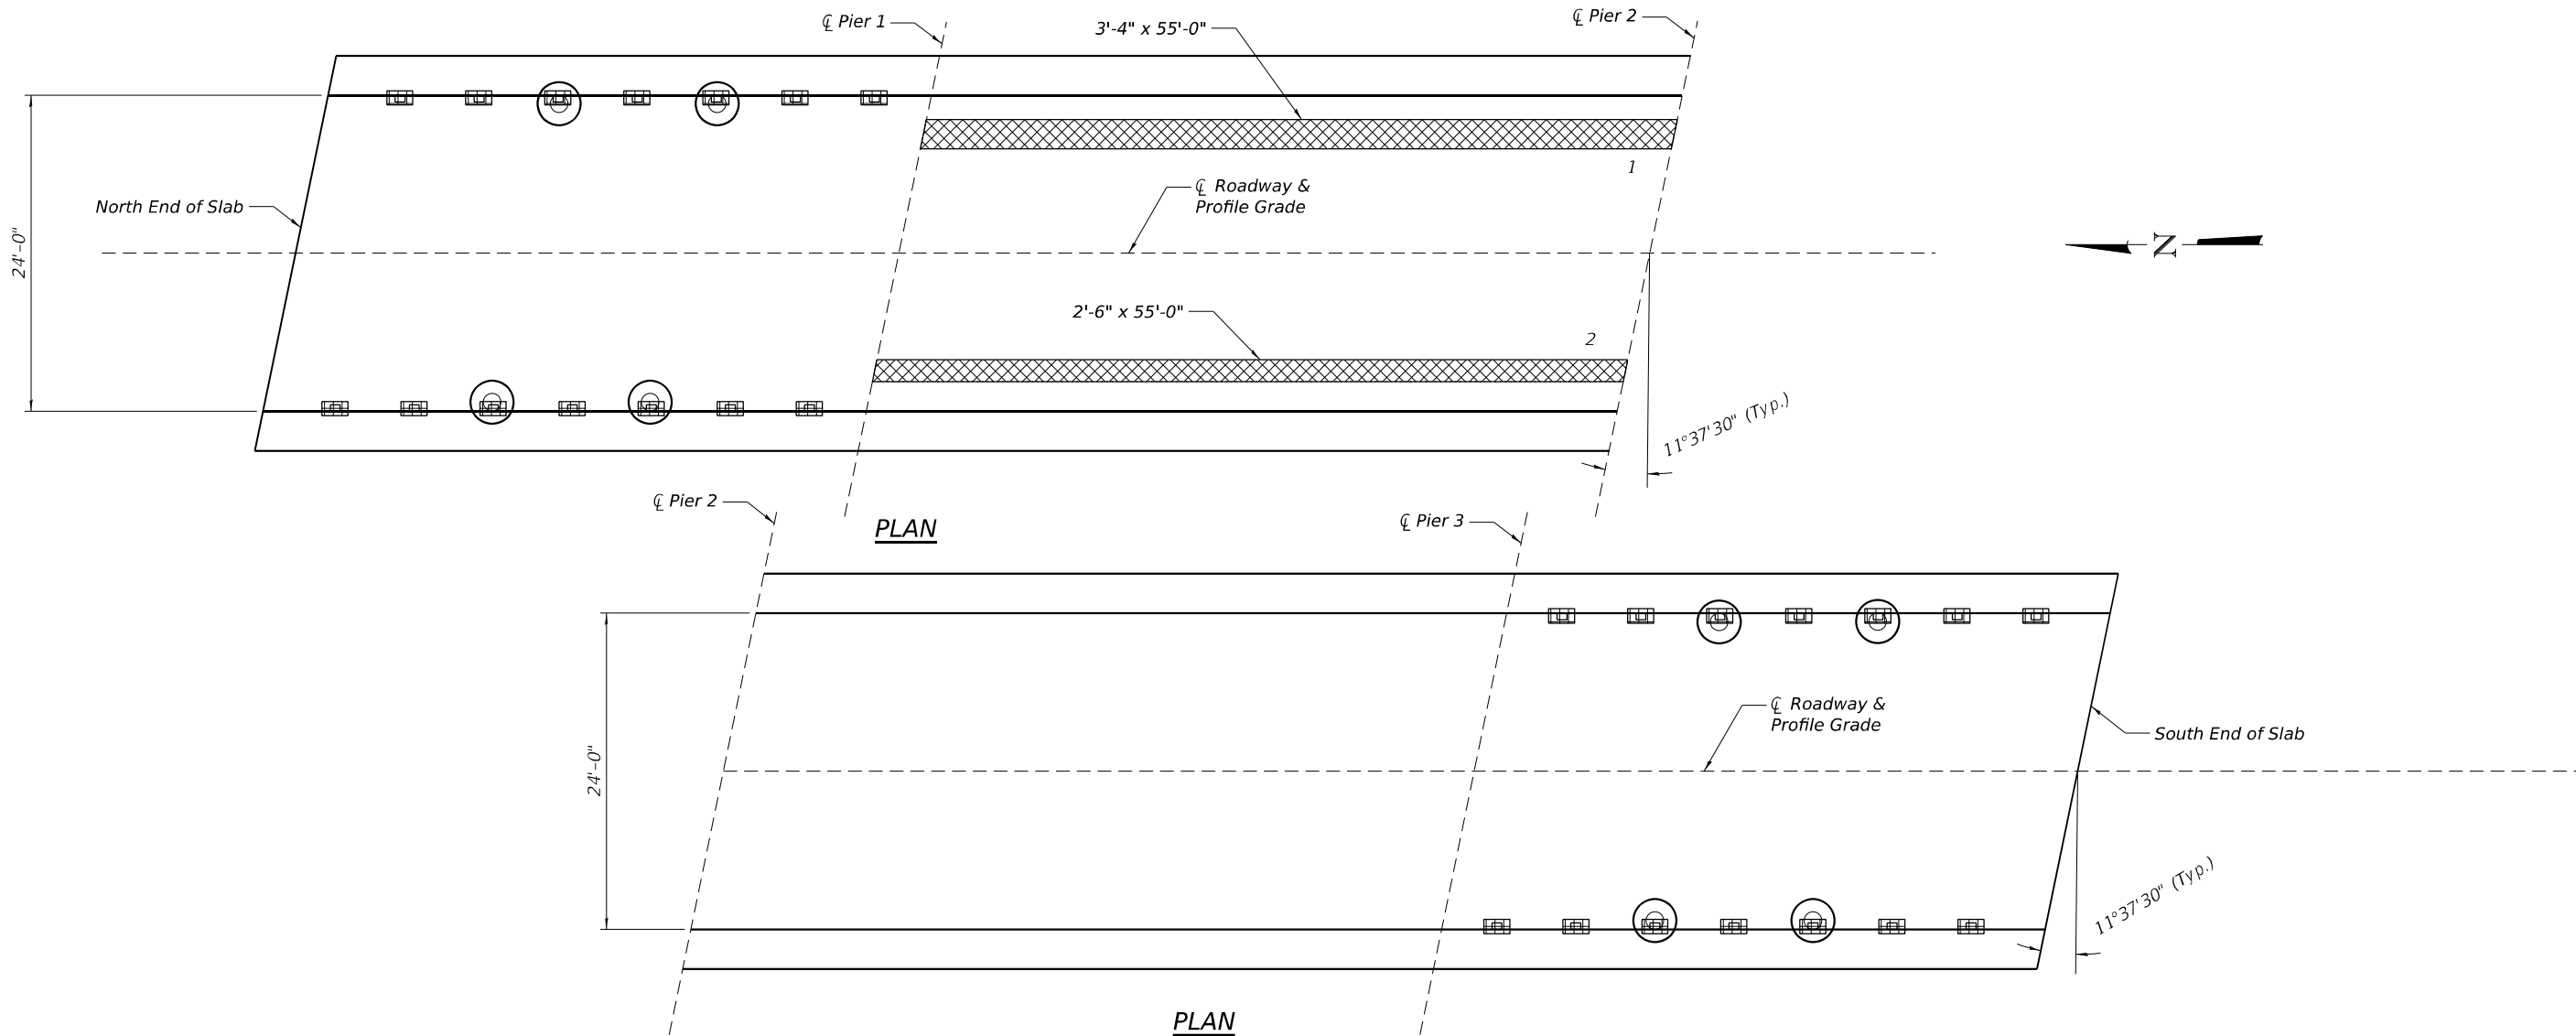 ℄ Pier 1
3'-4" x 55'-0"
℄ Pier 2
1
℄ Roadway &
Profile Grade
North End of Slab
24'-0"
N
2'-6" x 55'-0"
2
11°37'30" (Typ.)
PLAN
℄ Pier 2
℄ Pier 3
℄ Roadway &
Profile Grade
South End of Slab
24'-0"
11°37'30" (Typ.)
PLAN